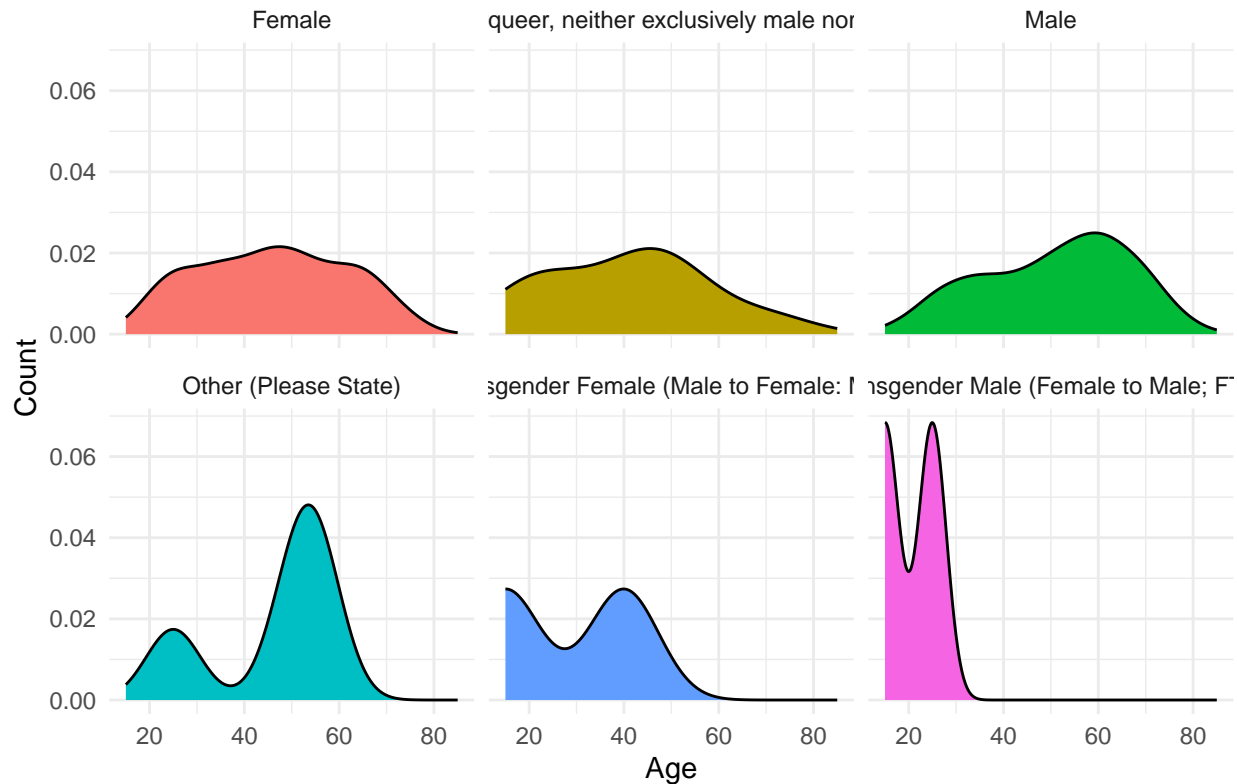 Female
queer, neither exclusively male nor
Male
0.06
0.04
0.02
0.00
Count
Other (Please State)
sgender Female (Male to Female: M
nsgender Male (Female to Male; FT
0.06
0.04
0.02
0.00
20 40 60 80
20 40 60 80
20 40 60 80
Age